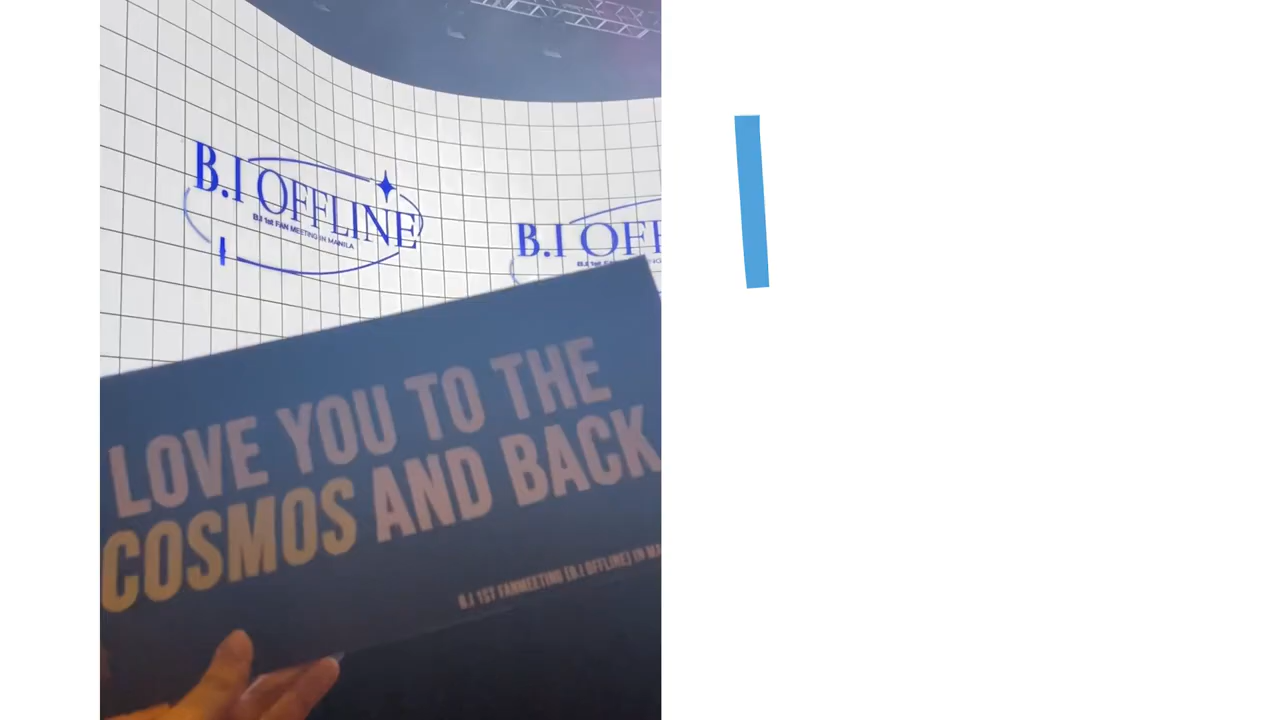 B.I OFFLINE
B.I 1st FAN MEETING IN MANILA
B.I OFF
B.I 1st
LOVE YOU TO THE
COSMOS AND BACK
B.I 1ST FANMEETING [B.I OFFLINE] IN MA